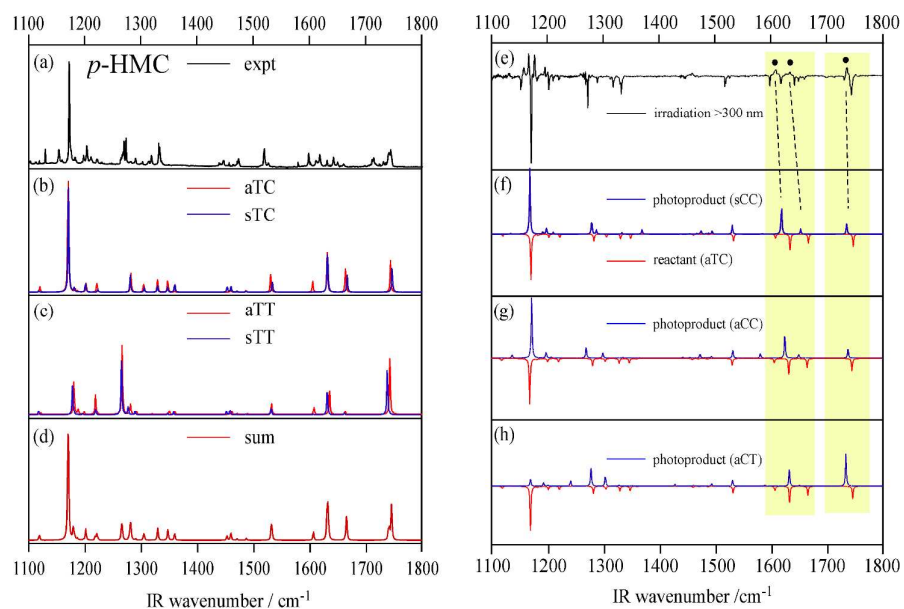 1100 1200 1300 1400 1500 1600 1700 1800
(a) p-HMC expt
(b) aTC
sTC
(c) aTT
sTT
(d) sum
1100 1200 1300 1400 1500 1600 1700 1800
IR wavenumber / cm⁻¹
1100 1200 1300 1400 1500 1600 1700 1800
(e)
irradiation >300 nm
(f) photoproduct (sCC)
reactant (aTC)
(g) photoproduct (aCC)
(h) photoproduct (aCT)
1100 1200 1300 1400 1500 1600 1700 1800
IR wavenumber / cm⁻¹